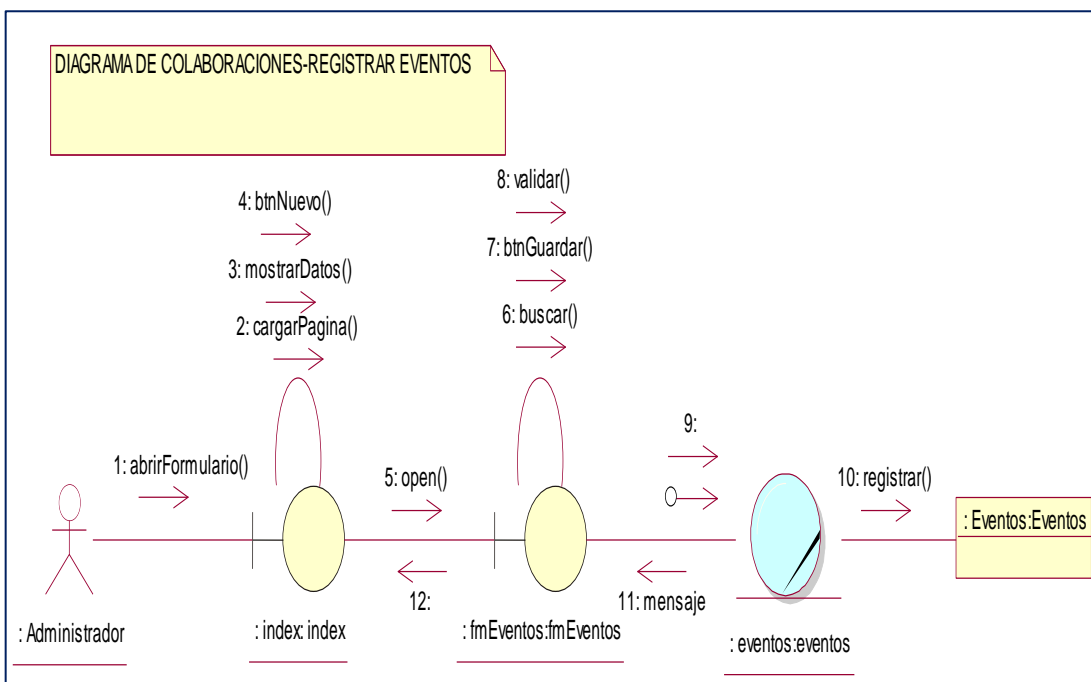 DIAGRAMA DE COLABORACIONES-REGISTRAR EVENTOS
4: btnNuevo()
3: mostrarDatos()
2: cargarPagina()
8: validar()
7: btnGuardar()
6: buscar()
1: abrirFormulario()
5: open()
9:
10: registrar()
: Eventos:Eventos
12:
11: mensaje
: Administrador
: index: index
: fmEventos:fmEventos
: eventos:eventos